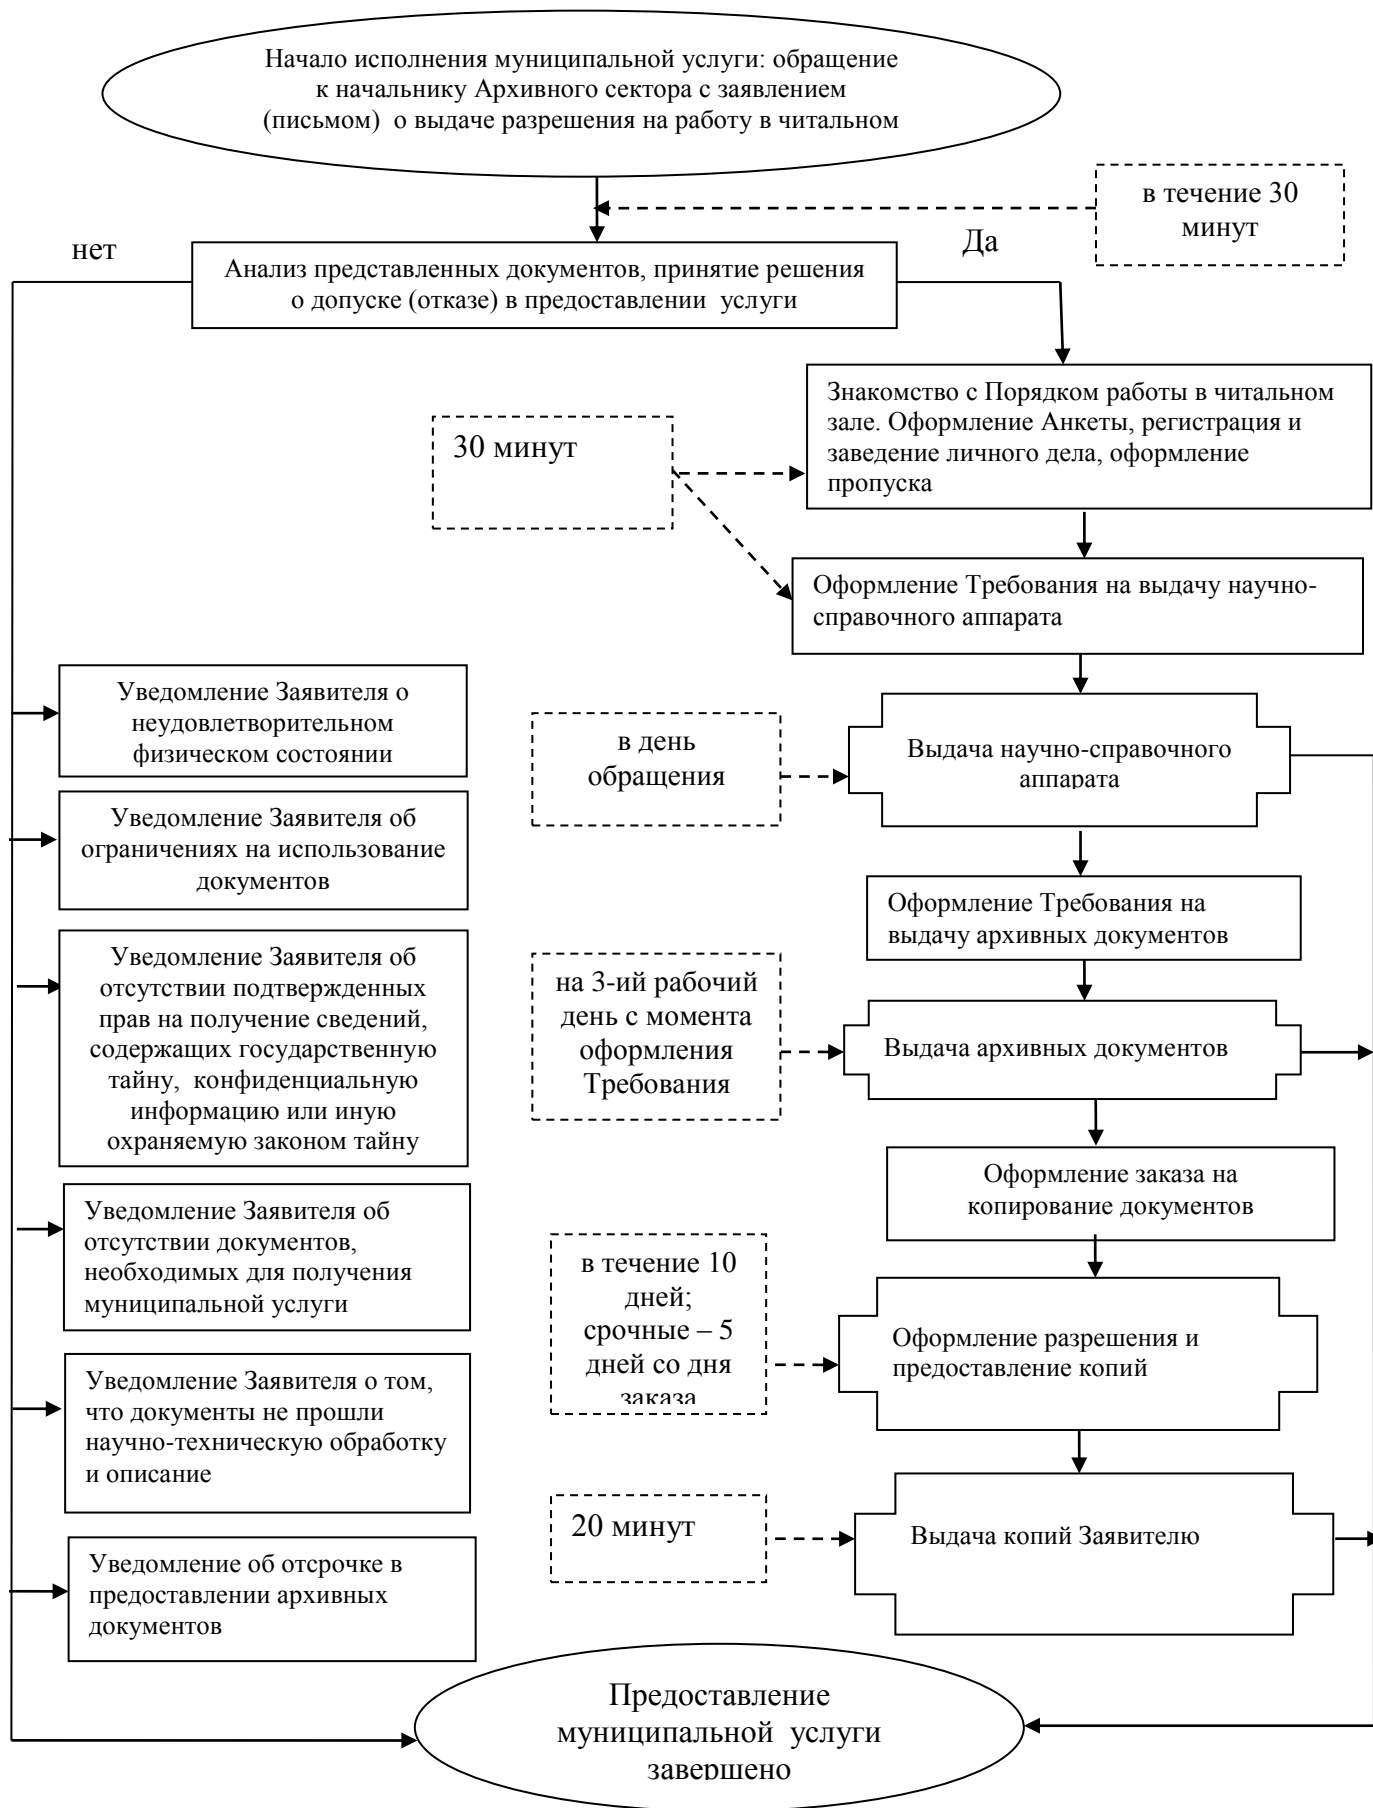 Начало исполнения муниципальной услуги: обращение
к начальнику Архивного сектора с заявлением
(письмом) о выдаче разрешения на работу в читальном
в течение 30
минут
нет
Да
Анализ представленных документов, принятие решения
о допуске (отказе) в предоставлении услуги
Знакомство с Порядком работы в читальном
зале. Оформление Анкеты, регистрация и
заведение личного дела, оформление
пропуска
30 минут
Оформление Требования на выдачу научно-
справочного аппарата
Уведомление Заявителя о
неудовлетворительном
физическом состоянии
в день
обращения
Выдача научно-справочного
аппарата
Уведомление Заявителя об
ограничениях на использование
документов
Оформление Требования на
выдачу архивных документов
Уведомление Заявителя об
отсутствии подтвержденных
прав на получение сведений,
содержащих государственную
тайну, конфиденциальную
информацию или иную
охраняемую законом тайну
на 3-ий рабочий
день с момента
оформления
Требования
Выдача архивных документов
Оформление заказа на
копирование документов
Уведомление Заявителя об
отсутствии документов,
необходимых для получения
муниципальной услуги
в течение 10
дней;
срочные – 5
дней со дня
заказа
Оформление разрешения и
предоставление копий
Уведомление Заявителя о том,
что документы не прошли
научно-техническую обработку
и описание
20 минут
Выдача копий Заявителю
Уведомление об отсрочке в
предоставлении архивных
документов
Предоставление
муниципальной услуги
завершено